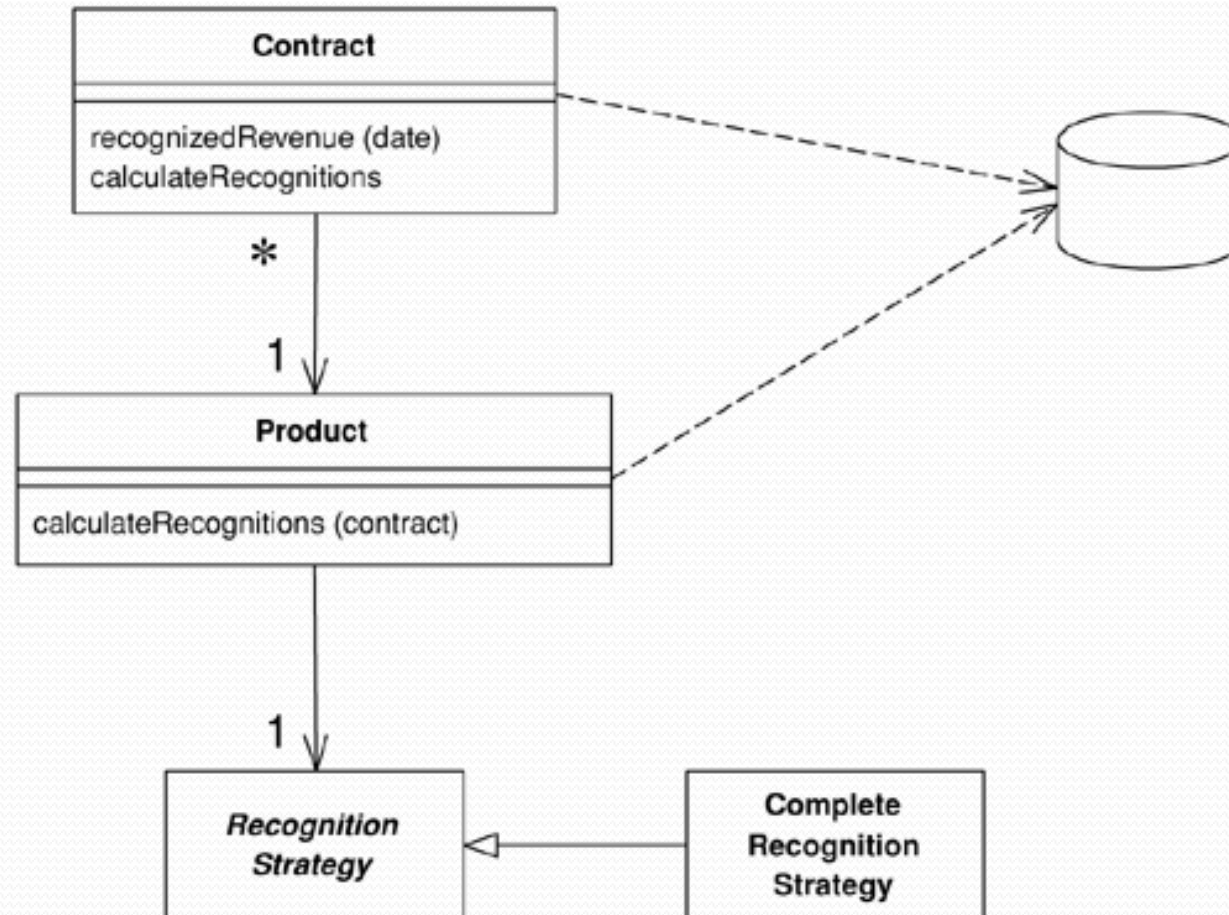 Contract
recognizedRevenue (date)
calculateRecognitions
*
1
Product
calculateRecognitions (contract)
1
Recognition
Strategy
Complete
Recognition
Strategy